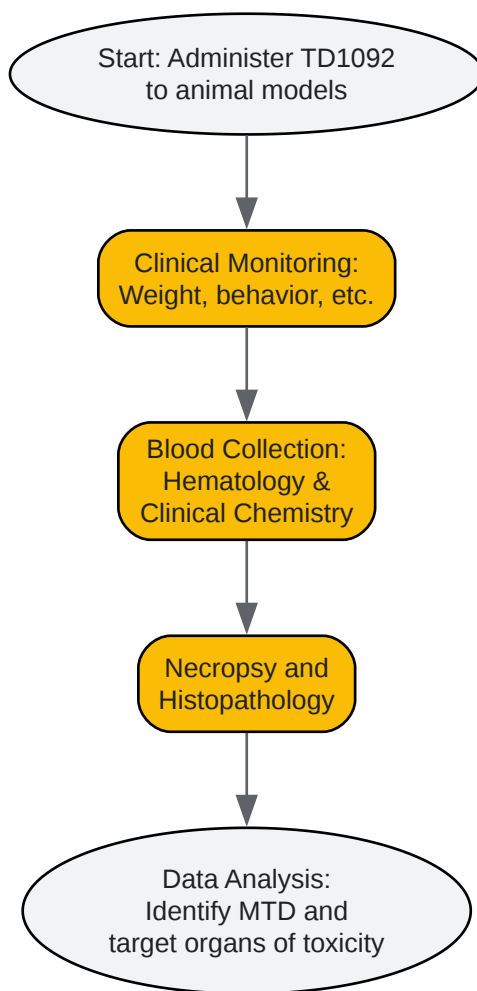 Start: Administer TD1092
to animal models
Clinical Monitoring:
Weight, behavior, etc.
Blood Collection:
Hematology &
Clinical Chemistry
Necropsy and
Histopathology
Data Analysis:
Identify MTD and
target organs of toxicity